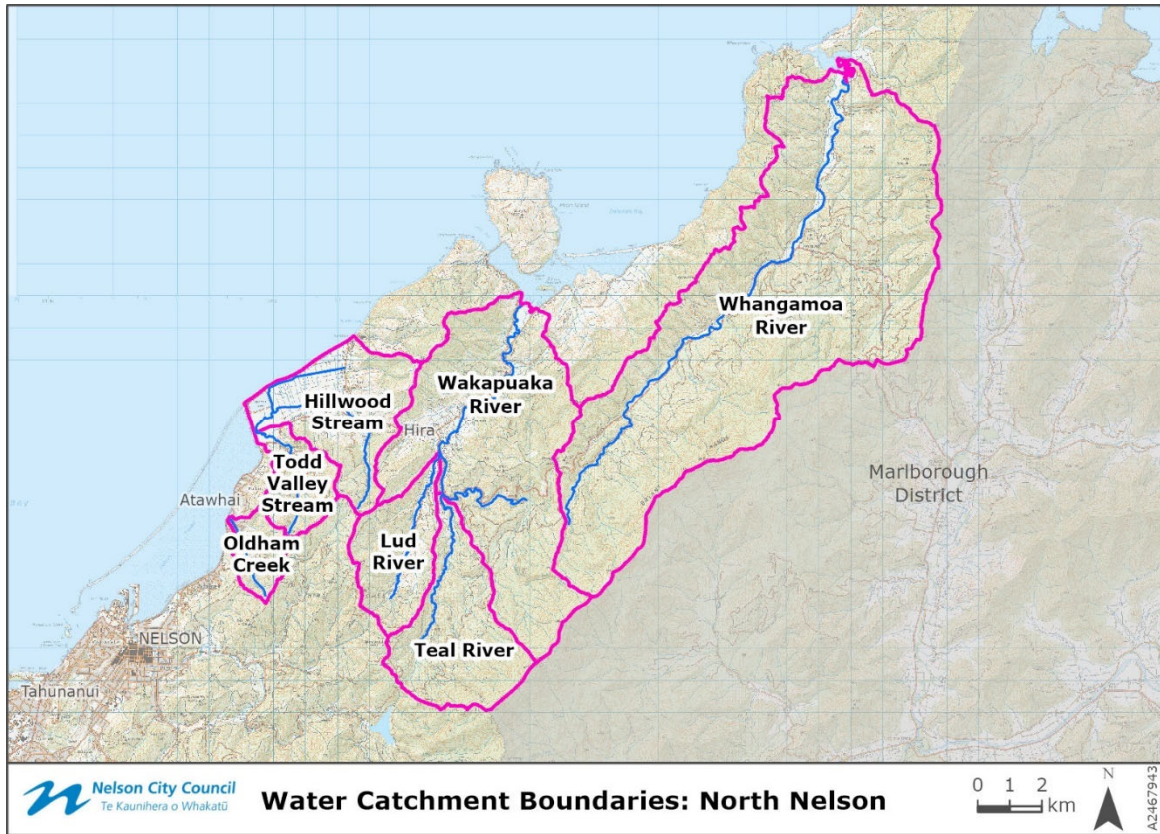 Whangamoa
River
Wakapuaka
River
Hillwood
Stream
Hira
Todd
Valley
Stream
Marlborough
District
Atawhai
Oldham
Creek
Lud
River
NELSON
Teal River
Tahunanui
Nelson City Council
Te Kaunihera o Whakatū
Water Catchment Boundaries: North Nelson
0 1 2
km
N
A2467943